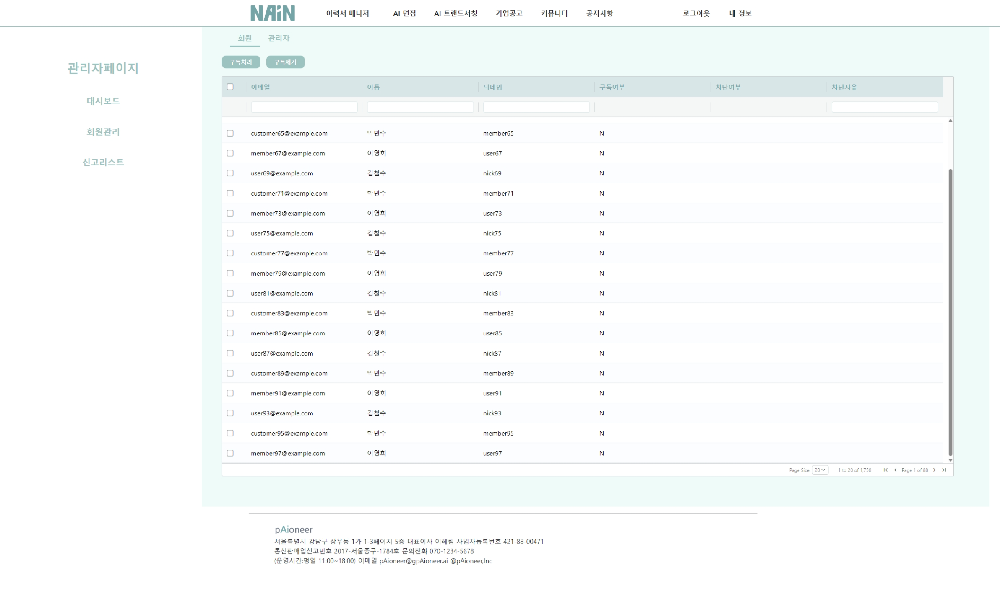 NAiN 이력서 매니저 AI 면접 AI 트랜드서칭 기업공고 커뮤니티 공지사항 로그아웃 내 정보
관리자페이지
대시보드
회원관리
신고리스트
회원 관리자
구독처리 구독제거
이메일 이름 닉네임 구독여부 차단여부 차단사유
customer65@example.com 박민수 member65 N
member67@example.com 이영희 user67 N
user69@example.com 김철수 nick69 N
customer71@example.com 박민수 member71 N
member73@example.com 이영희 user73 N
user75@example.com 김철수 nick75 N
customer77@example.com 박민수 member77 N
member79@example.com 이영희 user79 N
user81@example.com 김철수 nick81 N
customer83@example.com 박민수 member83 N
member85@example.com 이영희 user85 N
user87@example.com 김철수 nick87 N
customer89@example.com 박민수 member89 N
member91@example.com 이영희 user91 N
user93@example.com 김철수 nick93 N
customer95@example.com 박민수 member95 N
member97@example.com 이영희 user97 N
Page Size: 20 1 to 20 of 1,750 Page 1 of 88
pAioneer
서울특별시 강남구 상우동 1가 1-3페이지 5층 대표이사 이혜림 사업자등록번호 421-88-00471
통신판매업신고번호 2017-서울중구-1784호 문의전화 070-1234-5678
(운영시간:평일 11:00~18:00) 이메일 pAioneer@gpAioneer.ai @pAioneer,Inc